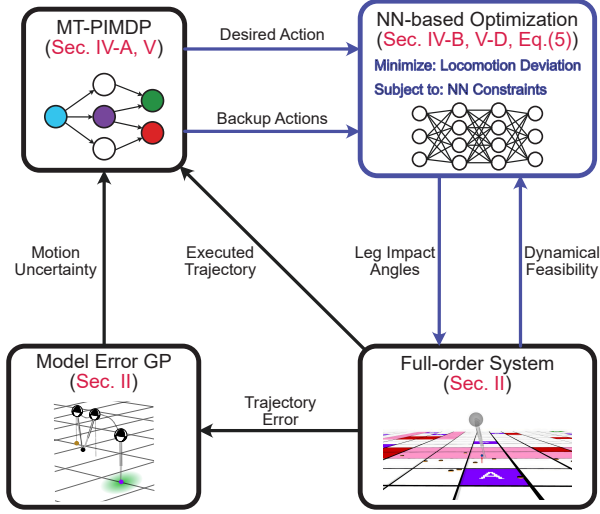 MT-PIMDP
(Sec. IV-A, V)
Desired Action
Backup Actions
NN-based Optimization
(Sec. IV-B, V-D, Eq.(5))
Minimize: Locomotion Deviation
Subject to: NN Constraints
Motion
Uncertainty
Executed
Trajectory
Leg Impact
Angles
Dynamical
Feasibility
Model Error GP
(Sec. II)
Trajectory
Error
Full-order System
(Sec. II)
A